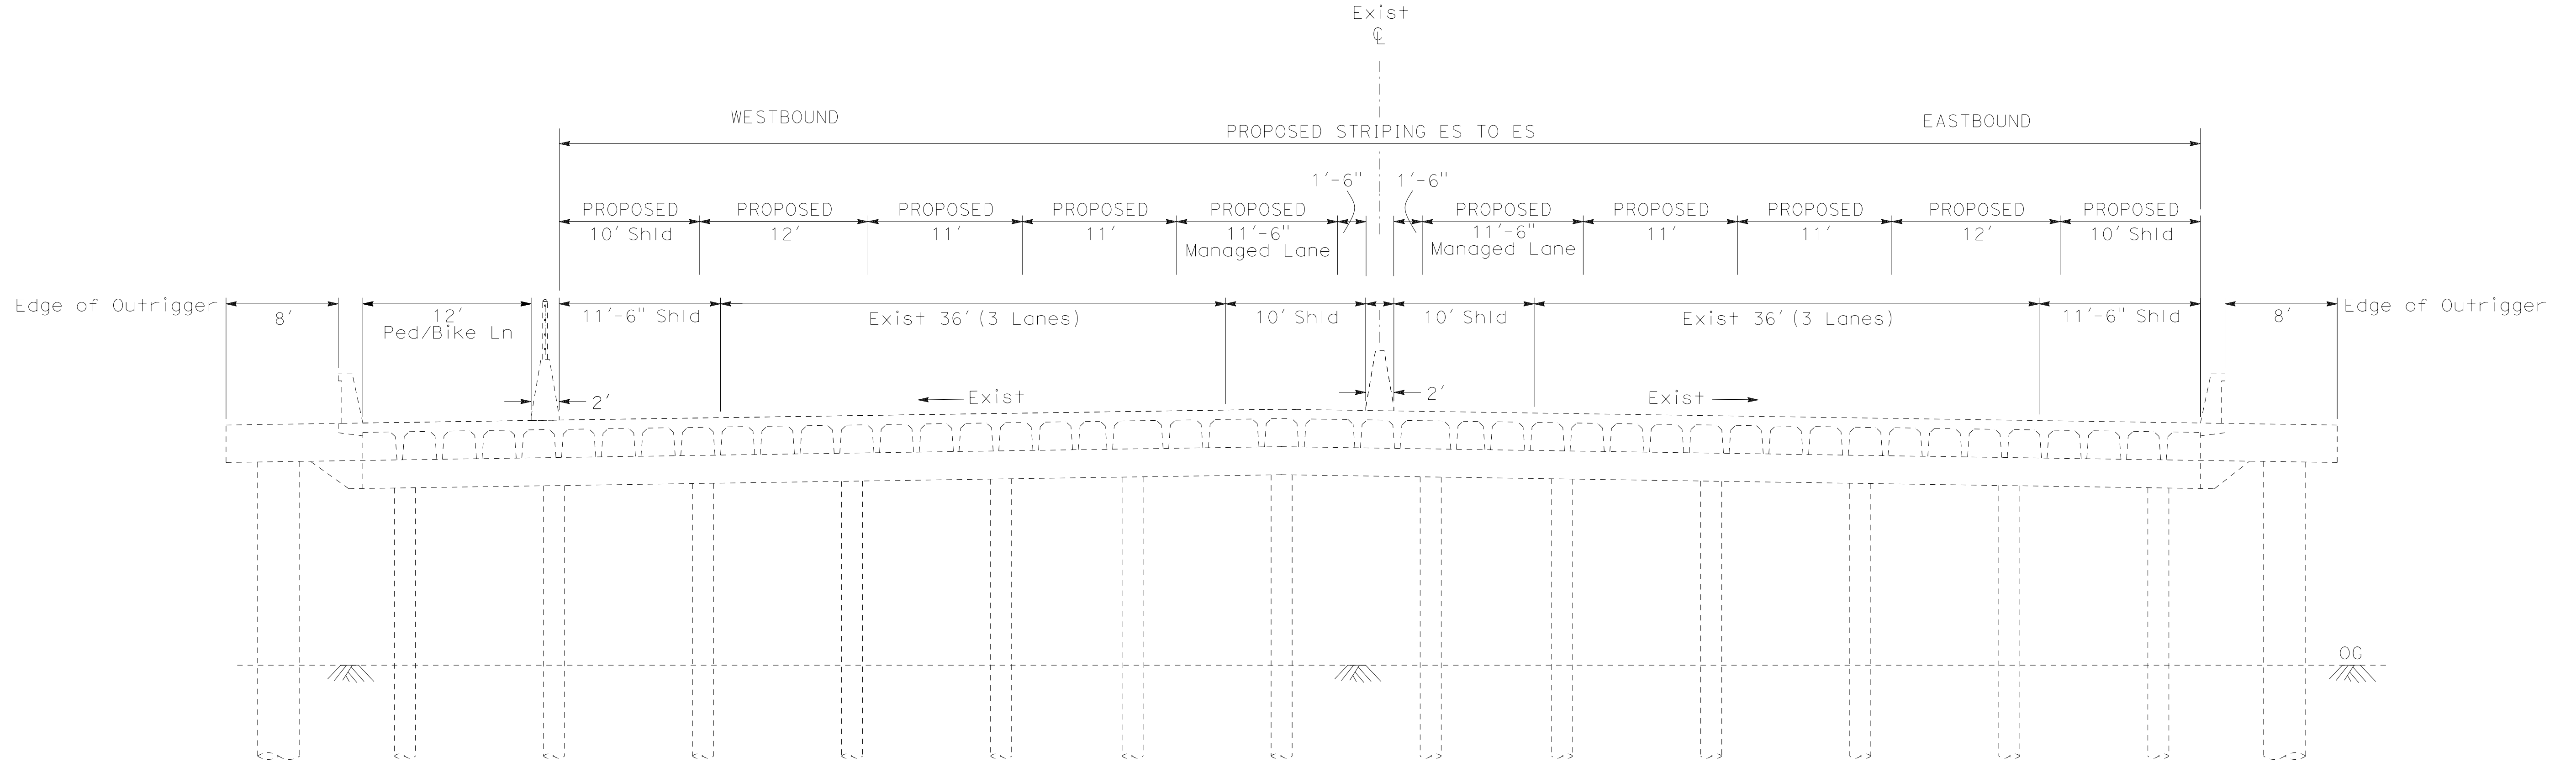 Exist
℄
WESTBOUND
EASTBOUND
PROPOSED STRIPING ES TO ES
1'-6" 1'-6"
PROPOSED PROPOSED PROPOSED PROPOSED PROPOSED PROPOSED PROPOSED PROPOSED PROPOSED PROPOSED
10' Shld 12' 11' 11' 11'-6" 11'-6" 11' 11' 12' 10' Shld
Managed Lane Managed Lane
Edge of Outrigger 8' 12' 11'-6" Shld Exist 36' (3 Lanes) 10' Shld 10' Shld Exist 36' (3 Lanes) 11'-6" Shld 8' Edge of Outrigger
Ped/Bike Ln
2' Exist 2' Exist
OG